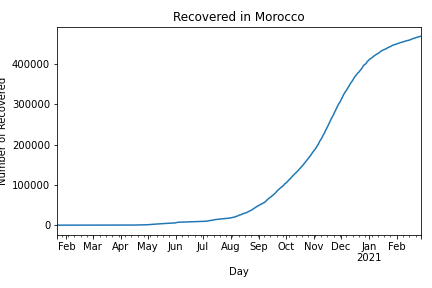 Recovered in Morocco
Number of Recovered
400000
300000
200000
100000
0
Feb Mar Apr May Jun Jul Aug Sep Oct Nov Dec Jan Feb
2021
Day